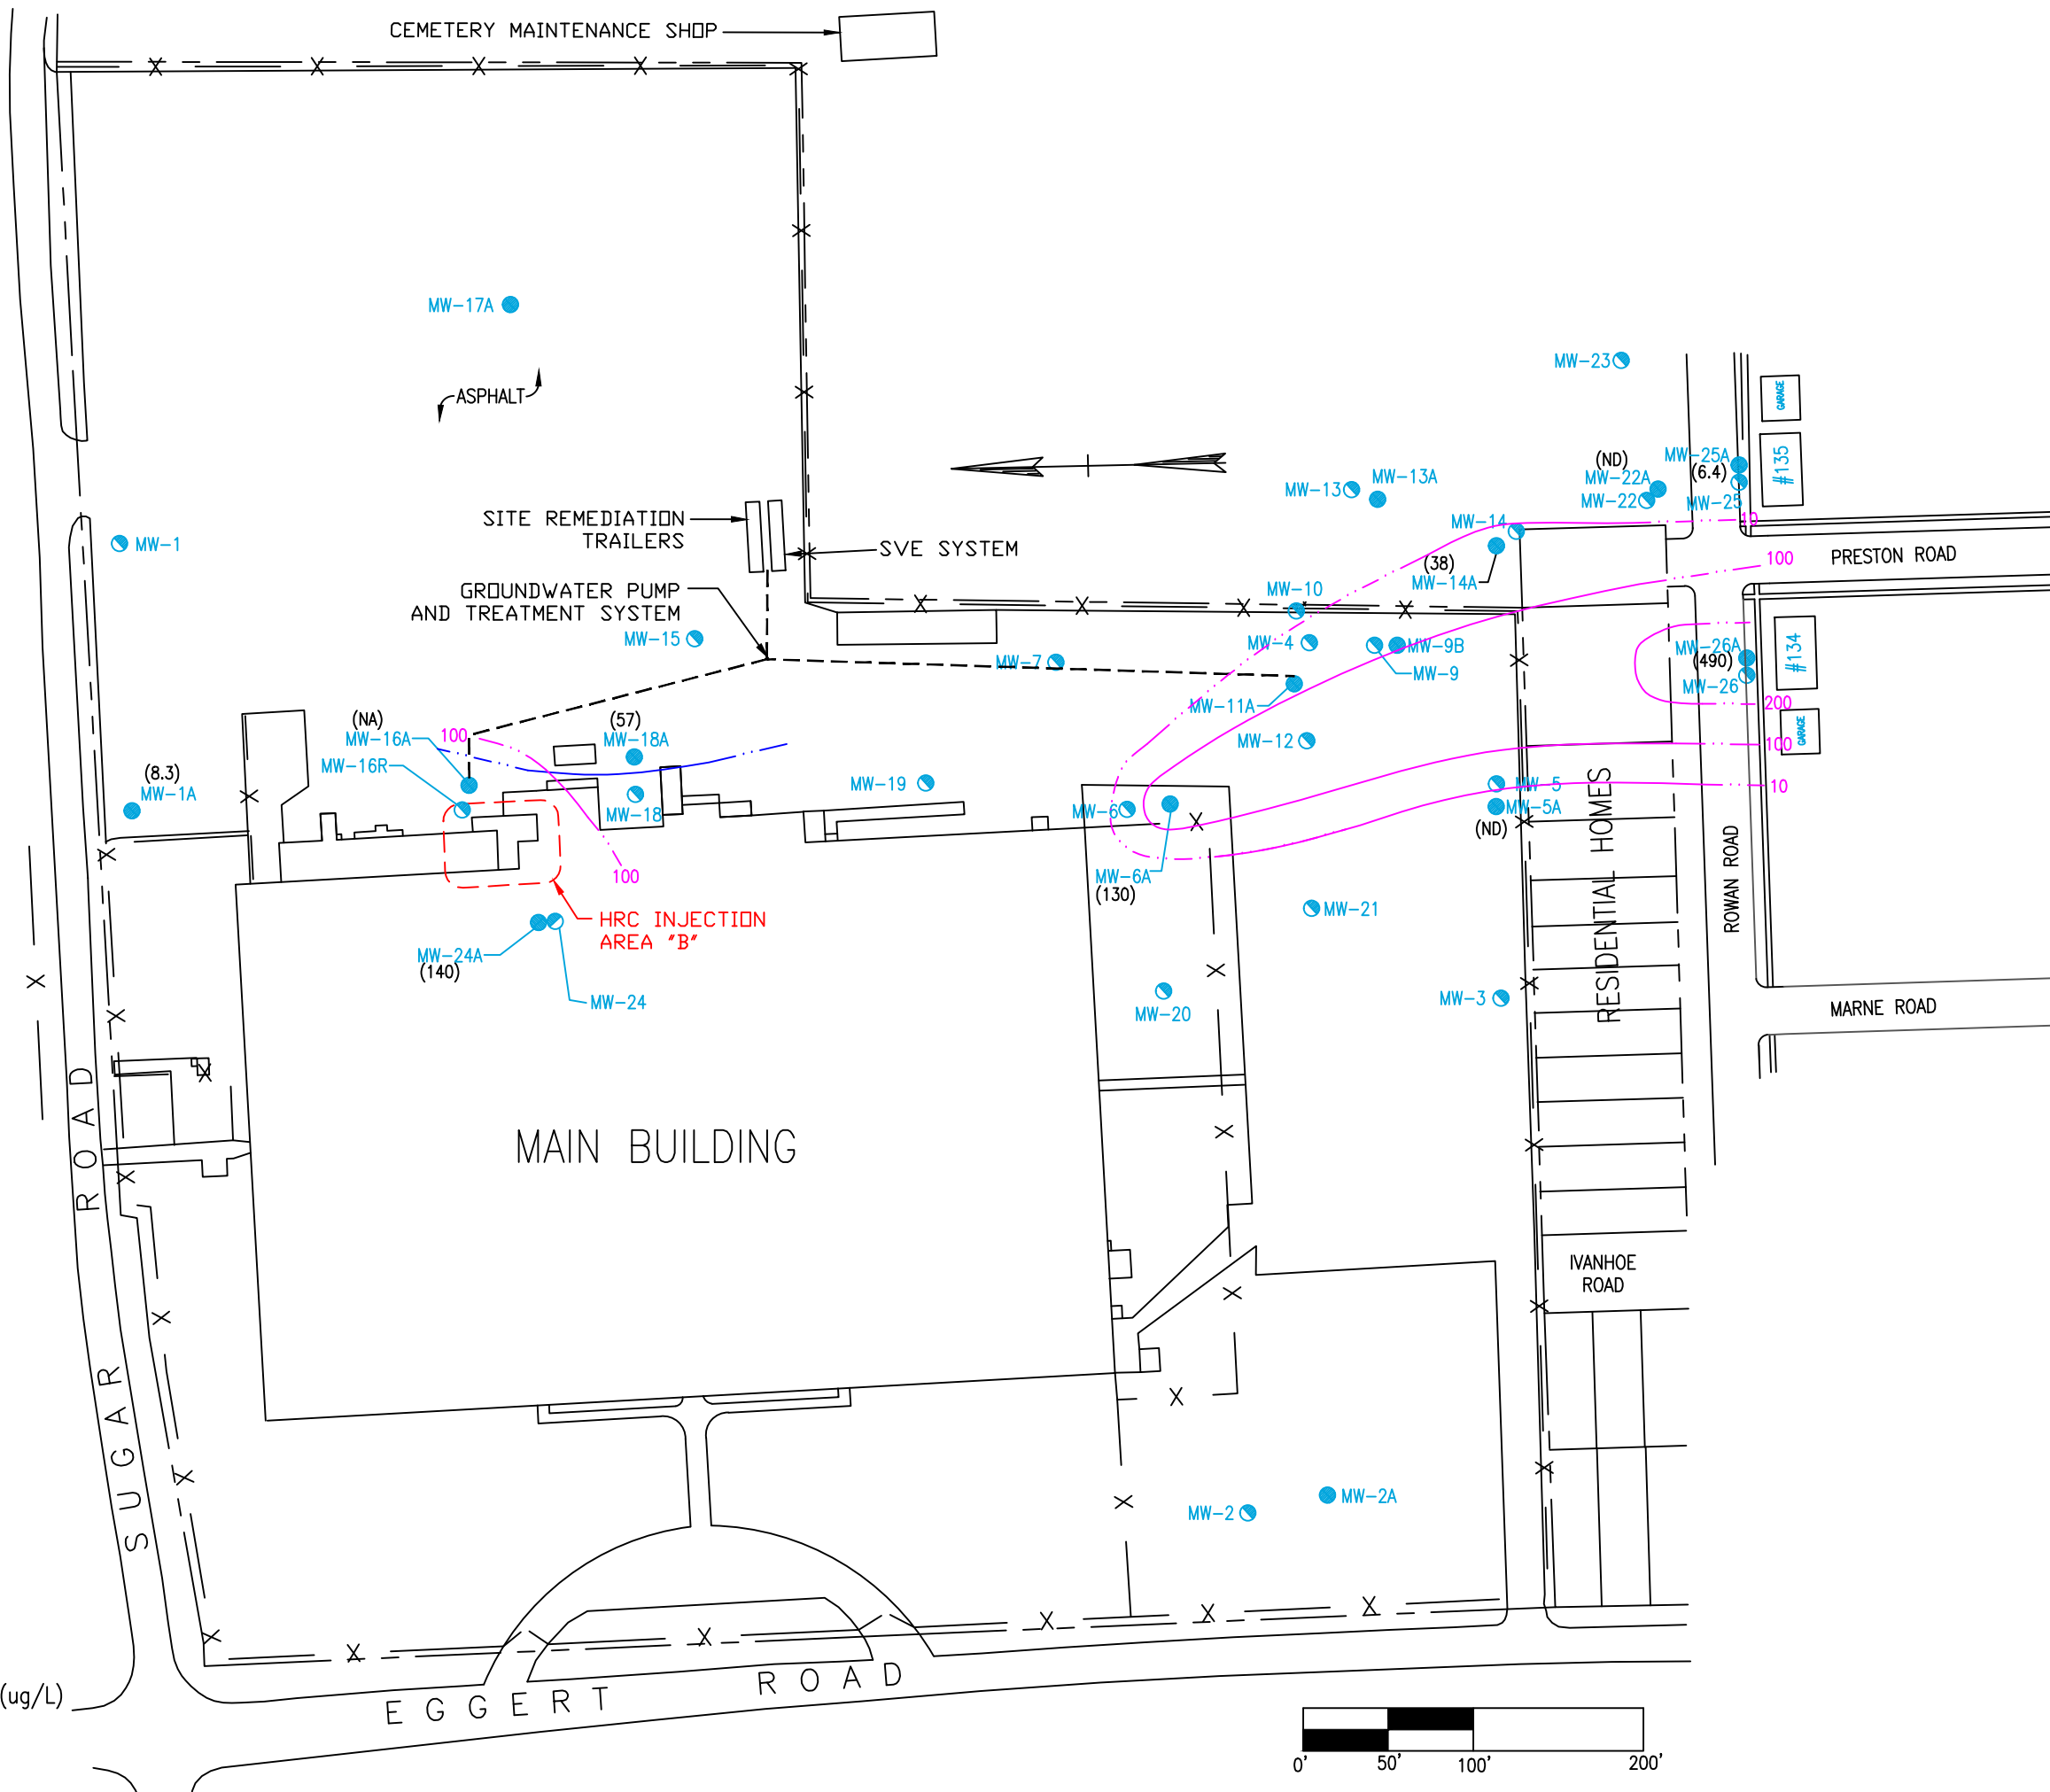 CEMETERY MAINTENANCE SHOP
MW-17A
ASPHALT
MW-23
GARAGE
#135
(ND)
MW-22A
MW-22
MW-25A
(6.4)
MW-25
MW-13
MW-13A
MW-14
10
SITE REMEDIATION
TRAILERS
SVE SYSTEM
MW-1
(38)
MW-14A
PRESTON ROAD
100
GROUNDWATER PUMP
AND TREATMENT SYSTEM
MW-10
MW-15
MW-7
MW-4
MW-9B
MW-9
MW-26A
(490)
MW-26
#134
200
GARAGE
MW-11A
(NA)
MW-16A
MW-16R
100
(57)
MW-18A
MW-12
100
(8.3)
MW-1A
MW-18
MW-19
MW-6
MW-5
MW-5A
(ND)
10
100
MW-6A
(130)
HRC INJECTION
AREA "B"
MW-24A
(140)
MW-24
MW-21
MW-20
MW-3
RESIDENTIAL HOMES
ROWAN ROAD
MARNE ROAD
MAIN BUILDING
SUGAR ROAD
IVANHOE
ROAD
MW-2
MW-2A
(ug/L)
EGGERT ROAD
0' 50' 100' 200'